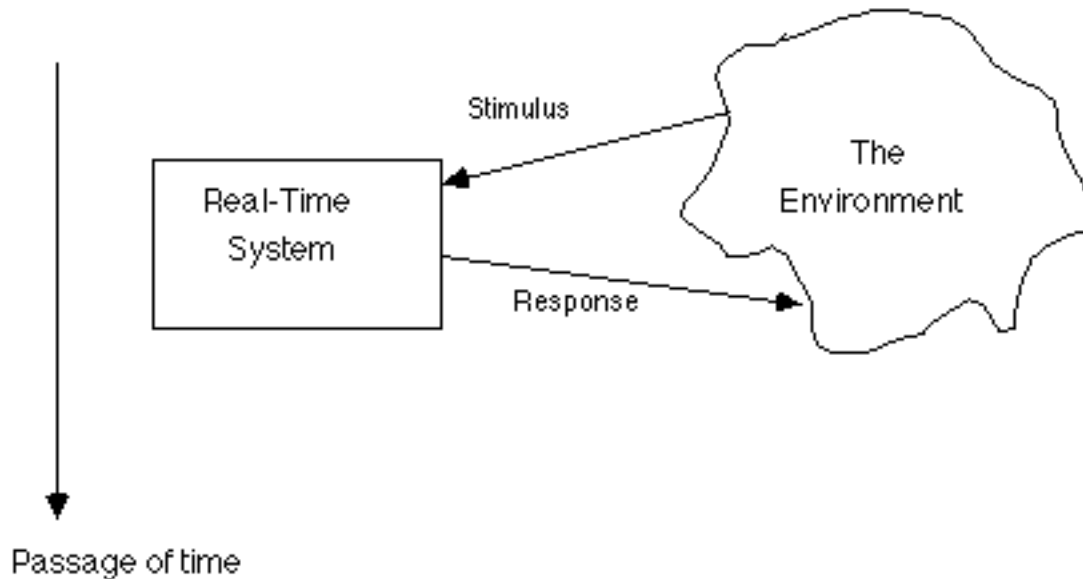 Stimulus
The
Environment
Real-Time
System
Response
Passage of time